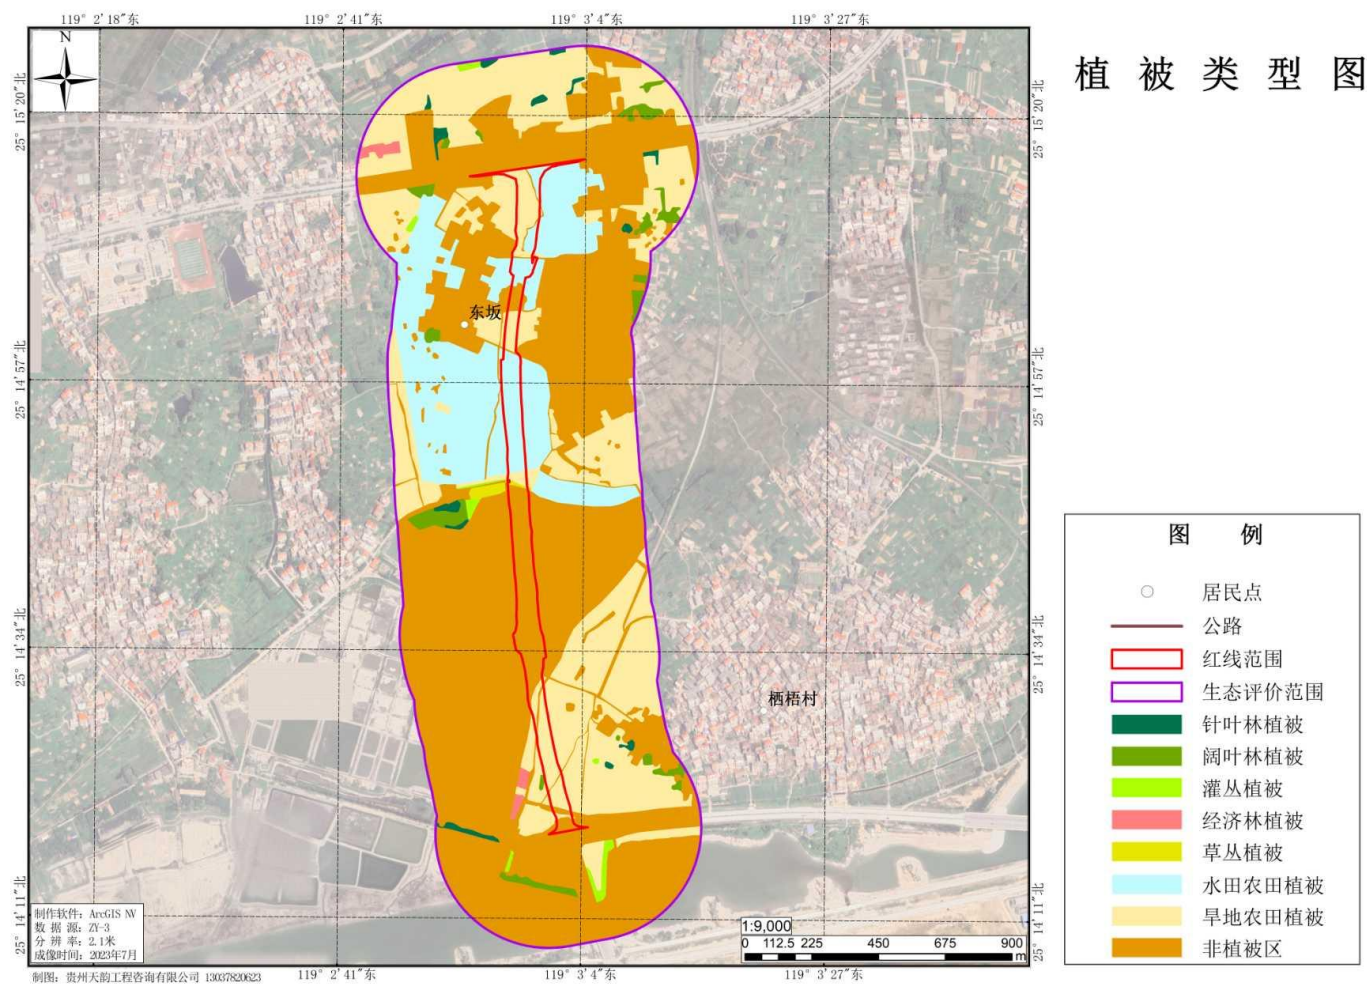 植被类型图
119° 2'18"东
119° 2'41"东
119° 3'4"东
119° 3'27"东
N
25° 15'20"北
25° 15'20"北
25° 14'57"北
25° 14'57"北
25° 14'34"北
25° 14'34"北
25° 14'11"北
25° 14'11"北
东坂
栖梧村
图 例
居民点
公路
红线范围
生态评价范围
针叶林植被
阔叶林植被
灌丛植被
经济林植被
草丛植被
水田农田植被
旱地农田植被
非植被区
制作软件: ArcGIS NV
数 据 源: ZY-3
分 辨 率: 2.1米
成像时间: 2023年7月
1:9,000
0 112.5 225 450 675 900
m
制图: 贵州天韵工程咨询有限公司 13037820623
119° 2'41"东
119° 3'4"东
119° 3'27"东